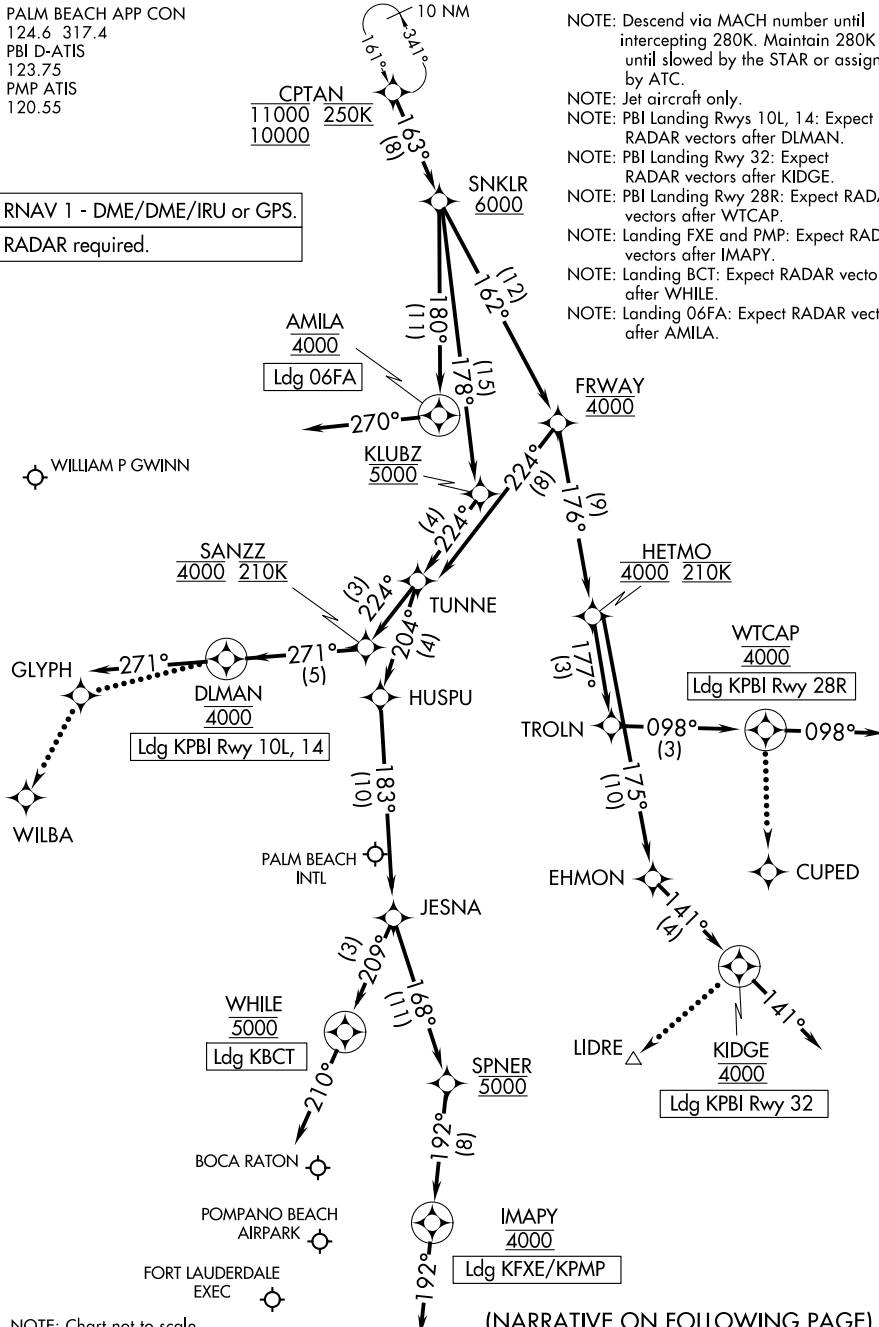 PALM BEACH APP CON
124.6 317.4
PBI D-ATIS
123.75
PMP ATIS
120.55
10 NM
161°
341°
NOTE: Descend via MACH number until
intercepting 280K. Maintain 280K
until slowed by the STAR or assign
by ATC.
NOTE: Jet aircraft only.
NOTE: PBI Landing Rwys 10L, 14: Expect
RADAR vectors after DLMAN.
NOTE: PBI Landing Rwy 32: Expect
RADAR vectors after KIDGE.
NOTE: PBI Landing Rwy 28R: Expect RADA
vectors after WTCAP.
NOTE: Landing FXE and PMP: Expect RAD
vectors after IMAPY.
NOTE: Landing BCT: Expect RADAR vecto
after WHILE.
NOTE: Landing 06FA: Expect RADAR vect
after AMILA.
CPTAN
11000 250K
10000
163°
(8)
RNAV 1 - DME/DME/IRU or GPS.
RADAR required.
SNKLR
6000
180°
(11)
178°
(15)
162°
(12)
AMILA
4000
Ldg 06FA
270°
FRWAY
4000
WILLIAM P GWINN
KLUBZ
5000
224°
(4)
224°
(8)
176°
(9)
SANZZ
4000 210K
TUNNE
224°
(3)
204°
(4)
HETMO
4000 210K
177°
(3)
175°
(10)
WTCAP
4000
Ldg KPBI Rwy 28R
GLYPH
271°
271°
(5)
DLMAN
4000
Ldg KPBI Rwy 10L, 14
HUSPU
TROLN
098°
(3)
098°
WILBA
183°
(10)
PALM BEACH
INTL
EHMON
CUPED
JESNA
141°
(4)
209°
(3)
168°
(11)
WHILE
5000
Ldg KBCT
210°
LIDRE
KIDGE
4000
141°
Ldg KPBI Rwy 32
SPNER
5000
192°
(8)
BOCA RATON
POMPANO BEACH
AIRPARK
IMAPY
4000
Ldg KFXE/KPMP
FORT LAUDERDALE
EXEC
192°
NOTE: Chart not to scale
(NARRATIVE ON FOLLOWING PAGE)